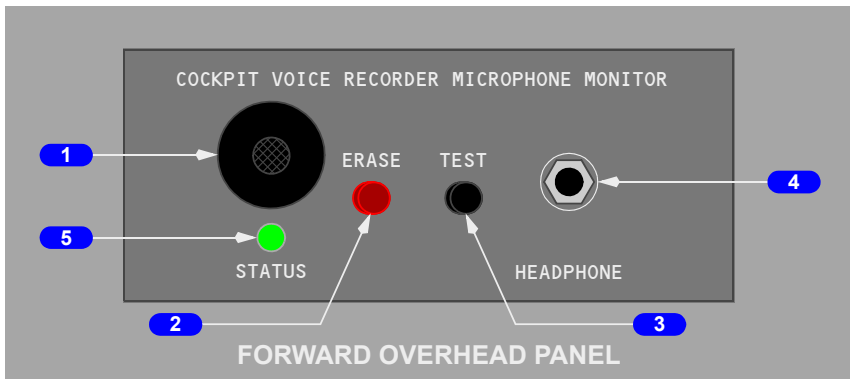 COCKPIT VOICE RECORDER MICROPHONE MONITOR
1
ERASE TEST
4
5
STATUS
HEADPHONE
2
3
FORWARD OVERHEAD PANEL